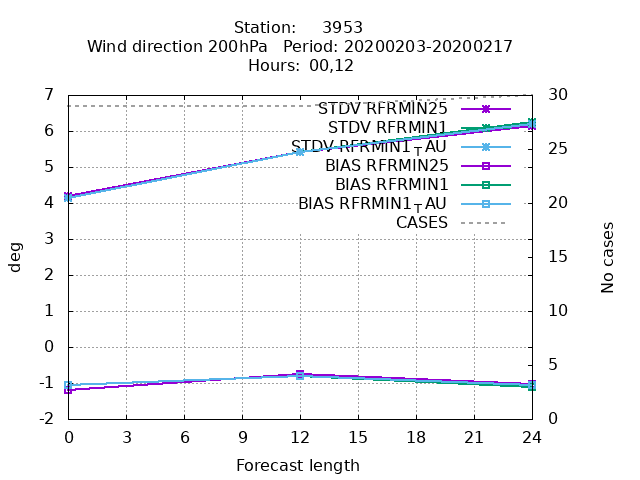 Station: 3953
Wind direction 200hPa Period: 20200203-20200217
Hours: 00,12
7
6
5
4
3
2
1
0
-1
-2
30
25
20
15
10
5
0
STDV RFRMIN25
STDV RFRMIN1
STDV RFRMIN1_TAU
BIAS RFRMIN25
BIAS RFRMIN1
BIAS RFRMIN1_TAU
CASES
deg
No cases
0 3 6 9 12 15 18 21 24
Forecast length